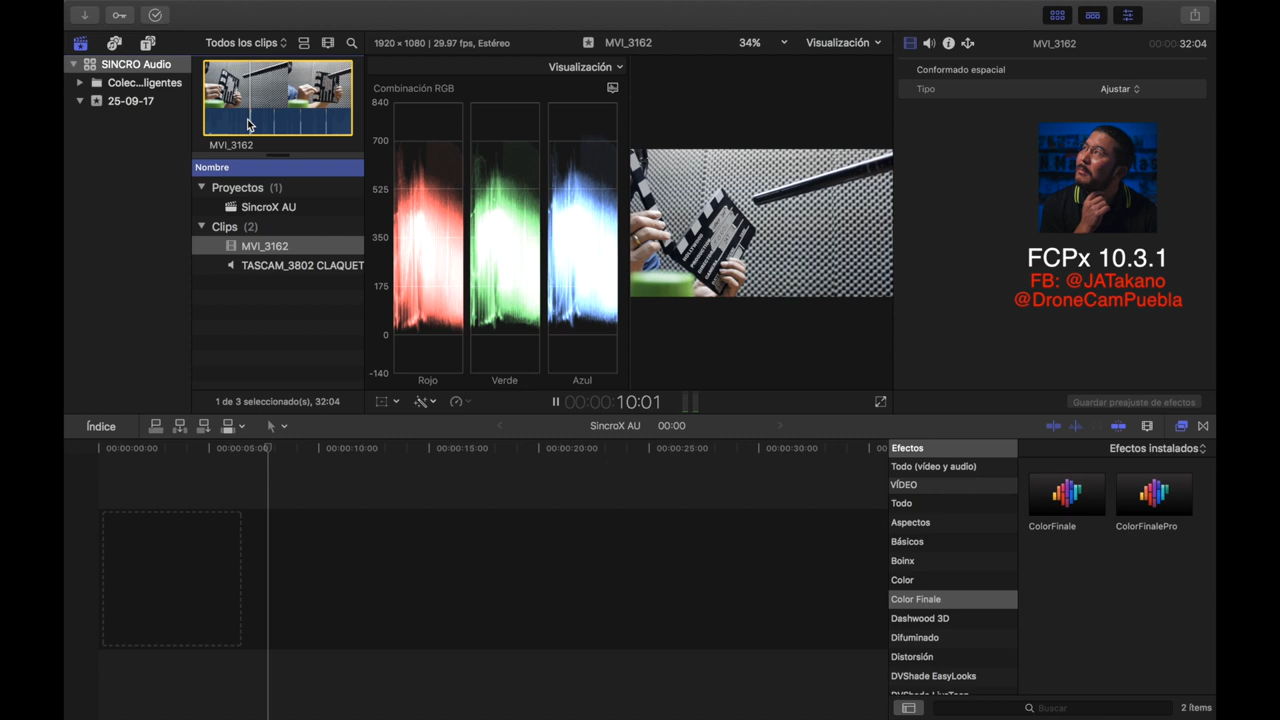 Todos los clips
1920 × 1080 | 29.97 fps, Estéreo
MVI_3162
34%
Visualización
MVI_3162
00:00:32:04
SINCRO Audio
Colec...ligentes
25-09-17
MVI_3162
Nombre
Proyectos (1)
SincroX AU
Clips (2)
MVI_3162
TASCAM_3802 CLAQUET
1 de 3 seleccionado(s), 32:04
Visualización
Combinación RGB
840
700
525
350
175
0
-140
Rojo
Verde
Azul
00:00:10:01
Conformado espacial
Tipo
Ajustar
FCPx 10.3.1
FB: @JATakano
@DroneCamPuebla
Guardar preajuste de efectos
Índice
SincroX AU
00:00
00:00:00:00
00:00:05:00
00:00:10:00
00:00:15:00
00:00:20:00
00:00:25:00
00:00:30:00
00
Efectos
Efectos instalados
Todo (vídeo y audio)
VÍDEO
Todo
Aspectos
Básicos
Boinx
Color
Color Finale
Dashwood 3D
Difuminado
Distorsión
DVShade EasyLooks
ColorFinale
ColorFinalePro
Buscar
2 ítems